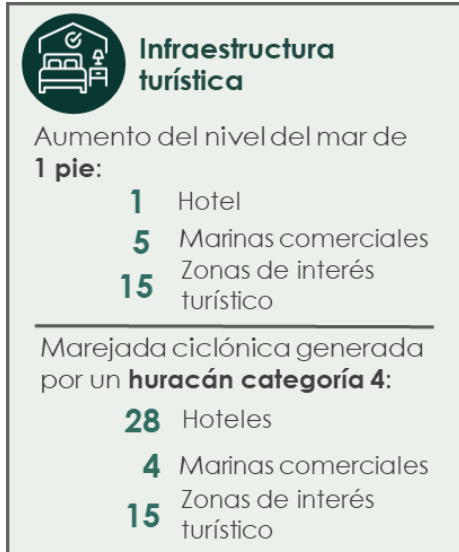 Infraestructura
turística
Aumento del nivel del mar de
1 pie:
1 Hotel
5 Marinas comerciales
15 Zonas de interés
turístico
Marejada ciclónica generada
por un huracán categoría 4:
28 Hoteles
4 Marinas comerciales
15 Zonas de interés
turístico